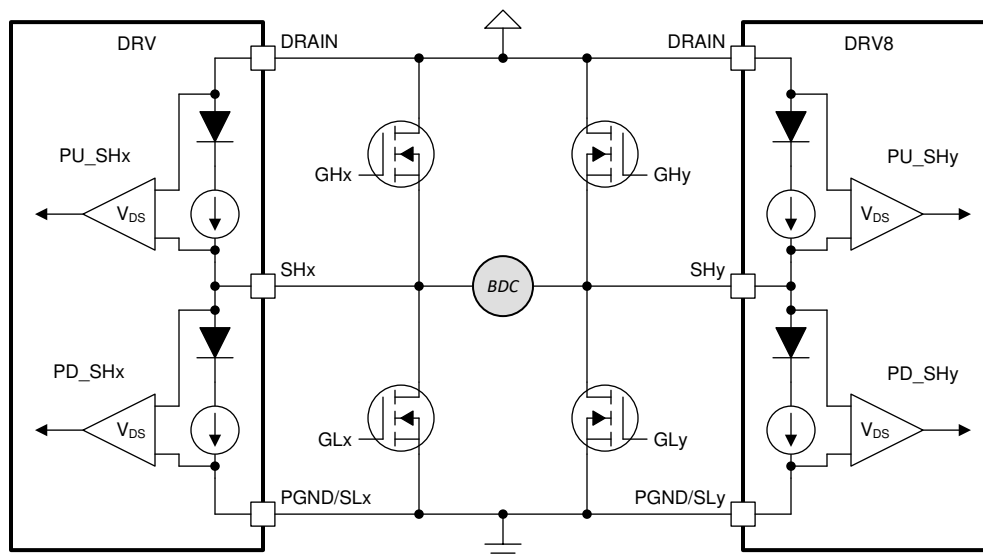 DRV
DRAIN
DRAIN
DRV8
PU_SHx
PU_SHy
GHx
GHy
VDS
VDS
SHx
BDC
SHy
PD_SHx
PD_SHy
GLx
GLy
VDS
VDS
PGND/SLx
PGND/SLy